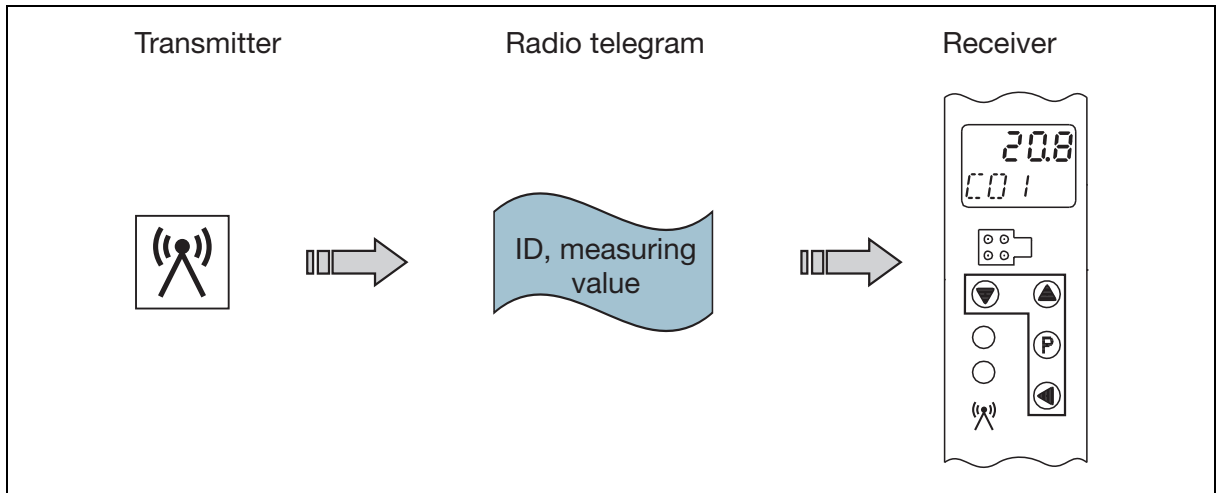 Transmitter
Radio telegram
Receiver
20.8
C01
ID, measuring
value
P